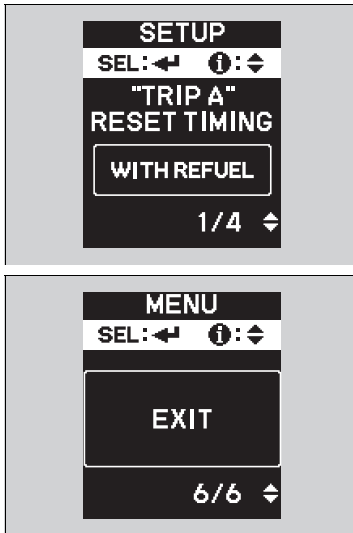 SETUP
SEL:↵ ℹ:⬍
"TRIP A"
RESET TIMING
WITH REFUEL
1/4 ⬍
MENU
SEL:↵ ℹ:⬍
EXIT
6/6 ⬍